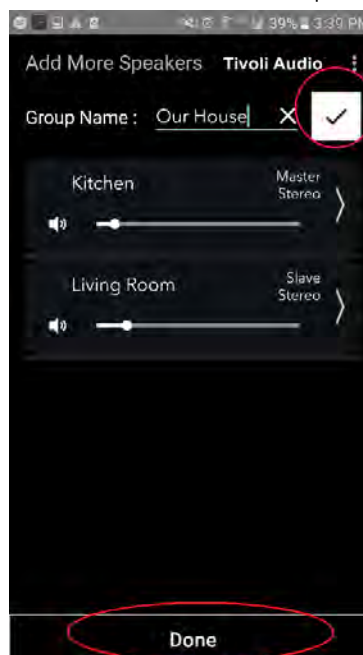 39% 3:39 PM
Add More Speakers Tivoli Audio
Group Name : Our House
Kitchen
Master
Stereo
Living Room
Slave
Stereo
Done